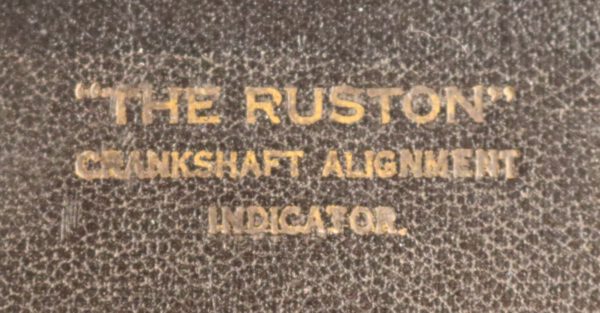 "THE RUSTON"
CRANKSHAFT ALIGNMENT
INDICATOR.